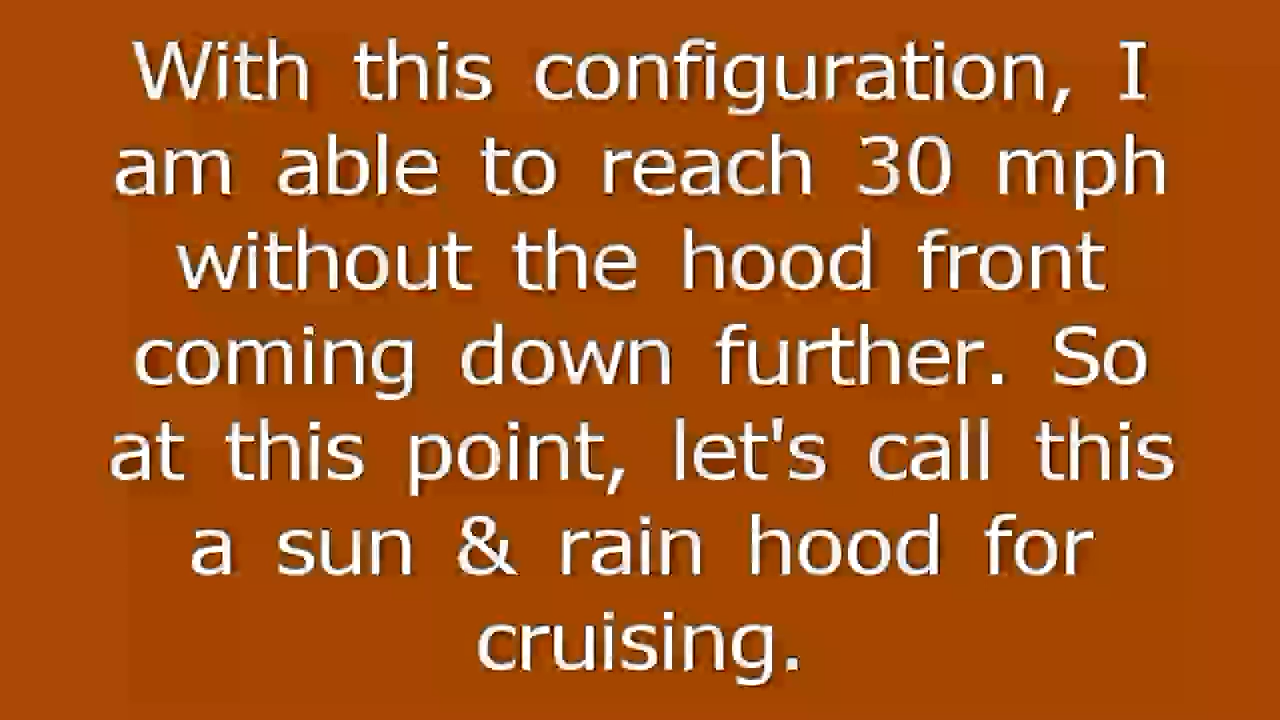 With this configuration, I
am able to reach 30 mph
without the hood front
coming down further. So
at this point, let's call this
a sun & rain hood for
cruising.